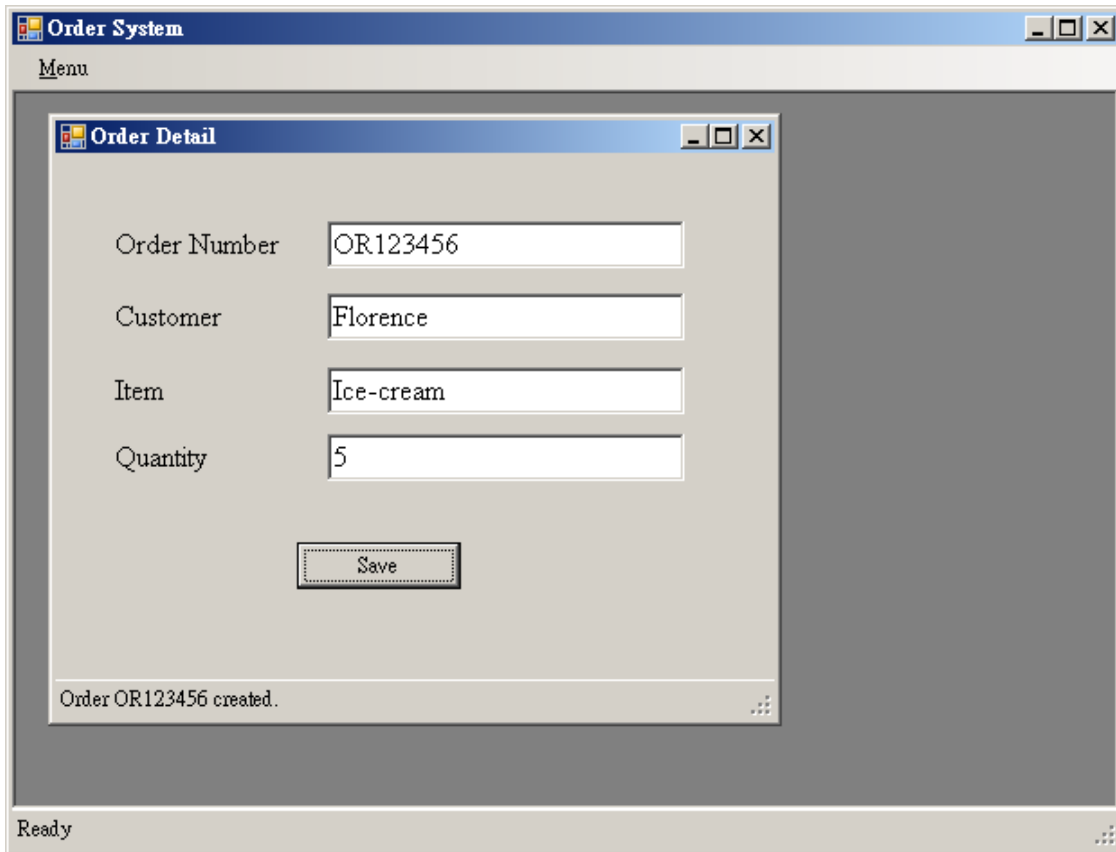 Order System
Menu
Order Detail
Order Number OR123456
Customer Florence
Item Ice-cream
Quantity 5
Save
Order OR123456 created.
Ready